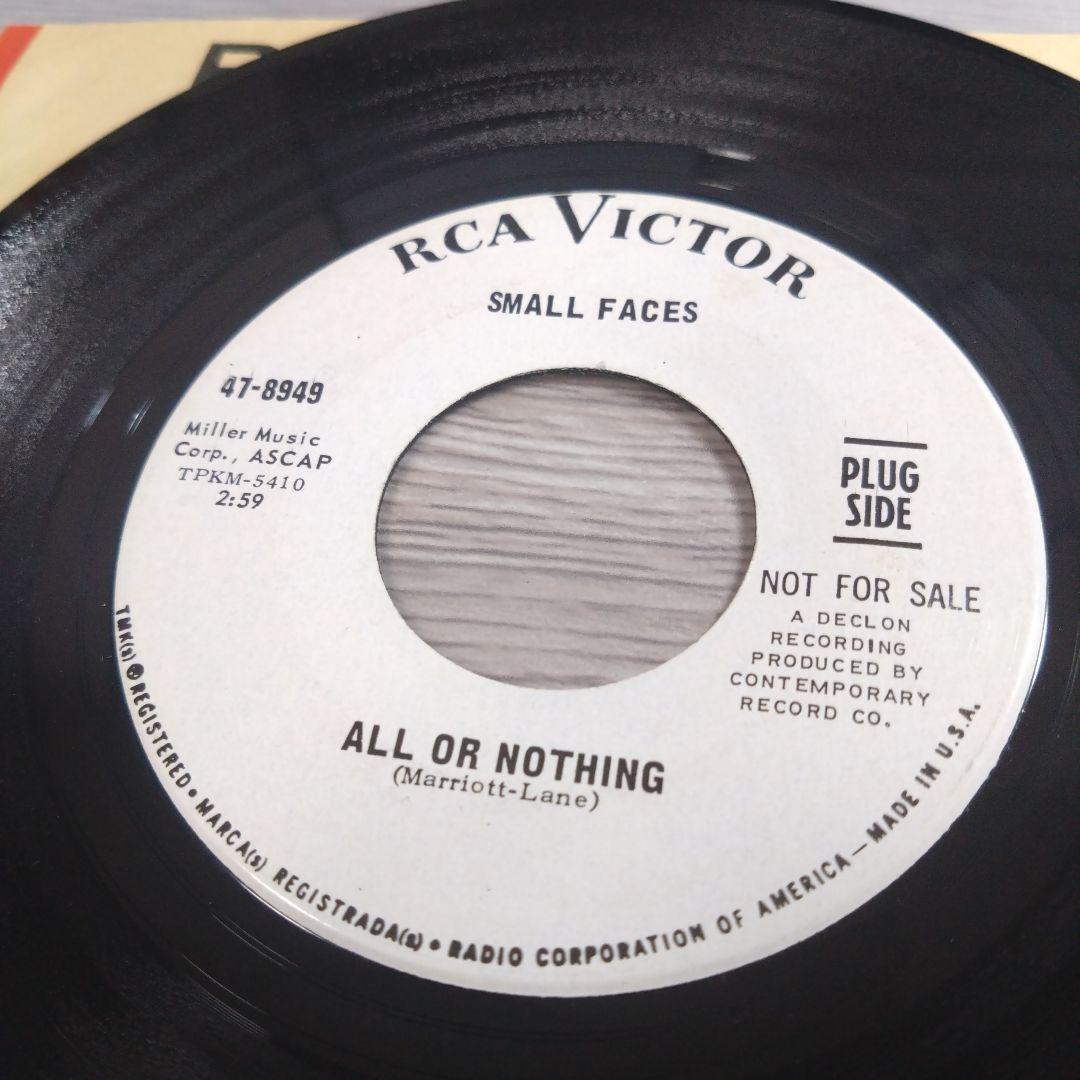 RCA VICTOR
SMALL FACES
47-8949
Miller Music
Corp., ASCAP
TPKM-5410
2:59
PLUG
SIDE
NOT FOR SALE
A DECLON
RECORDING
PRODUCED BY
CONTEMPORARY
RECORD CO.
ALL OR NOTHING
(Marriott-Lane)
TMK(s) ® REGISTERED • MARCA(s) REGISTRADA(s) • RADIO CORPORATION OF AMERICA — MADE IN U.S.A.